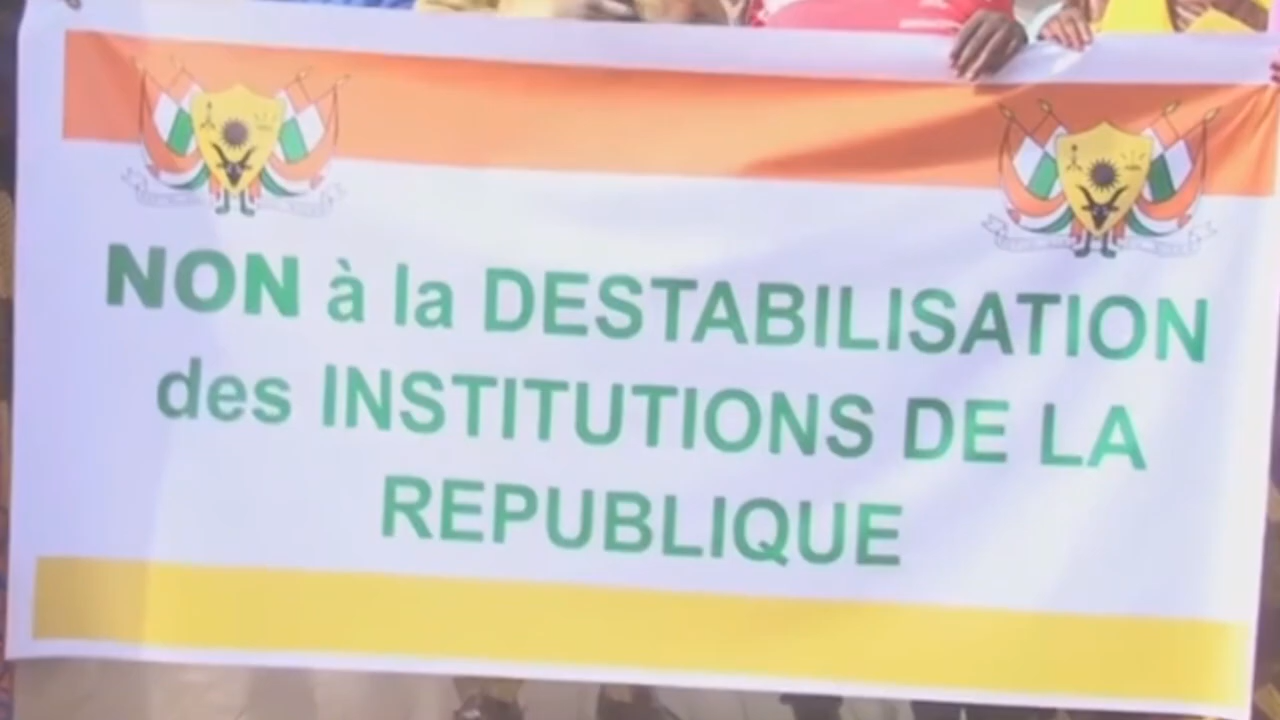 NON à la DESTABILISATION
des INSTITUTIONS DE LA
REPUBLIQUE